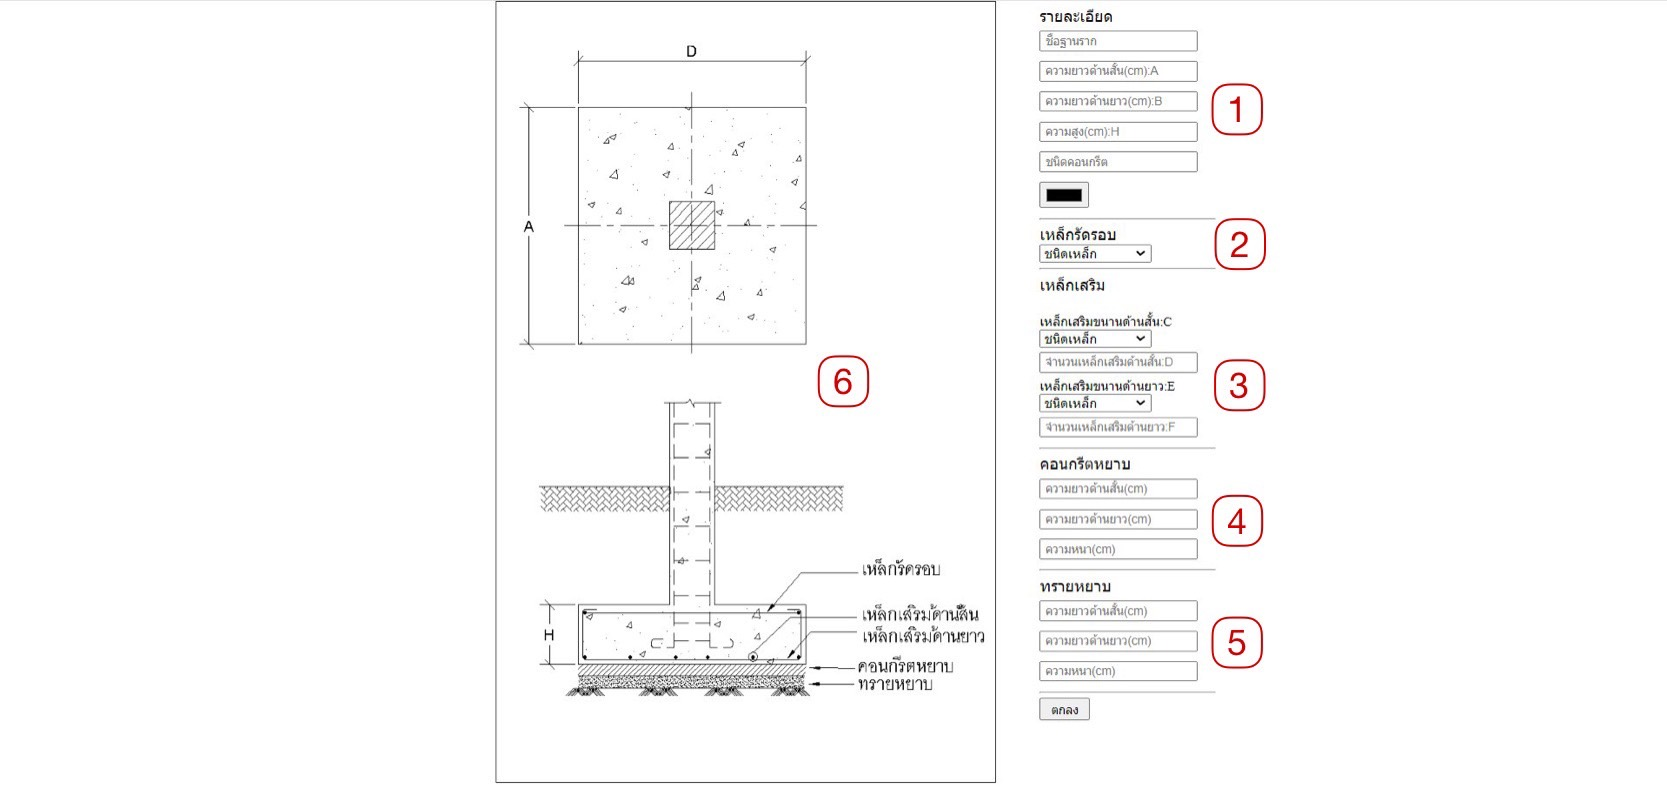 D
A
6
H
เหล็กรัดรอบ
เหล็กเสริมด้านสั้น
เหล็กเสริมด้านยาว
คอนกรีตหยาบ
ทรายหยาบ
รายละเอียด
ชื่อฐานราก
ความยาวด้านสั้น(cm):A
ความยาวด้านยาว(cm):B
ความสูง(cm):H
ชนิดคอนกรีต
1
เหล็กรัดรอบ
ชนิดเหล็ก
2
เหล็กเสริม
เหล็กเสริมขนานด้านสั้น:C
ชนิดเหล็ก
จำนวนเหล็กเสริมด้านสั้น:D
เหล็กเสริมขนานด้านยาว:E
ชนิดเหล็ก
จำนวนเหล็กเสริมด้านยาว:F
3
คอนกรีตหยาบ
ความยาวด้านสั้น(cm)
ความยาวด้านยาว(cm)
ความหนา(cm)
4
ทรายหยาบ
ความยาวด้านสั้น(cm)
ความยาวด้านยาว(cm)
ความหนา(cm)
5
ตกลง